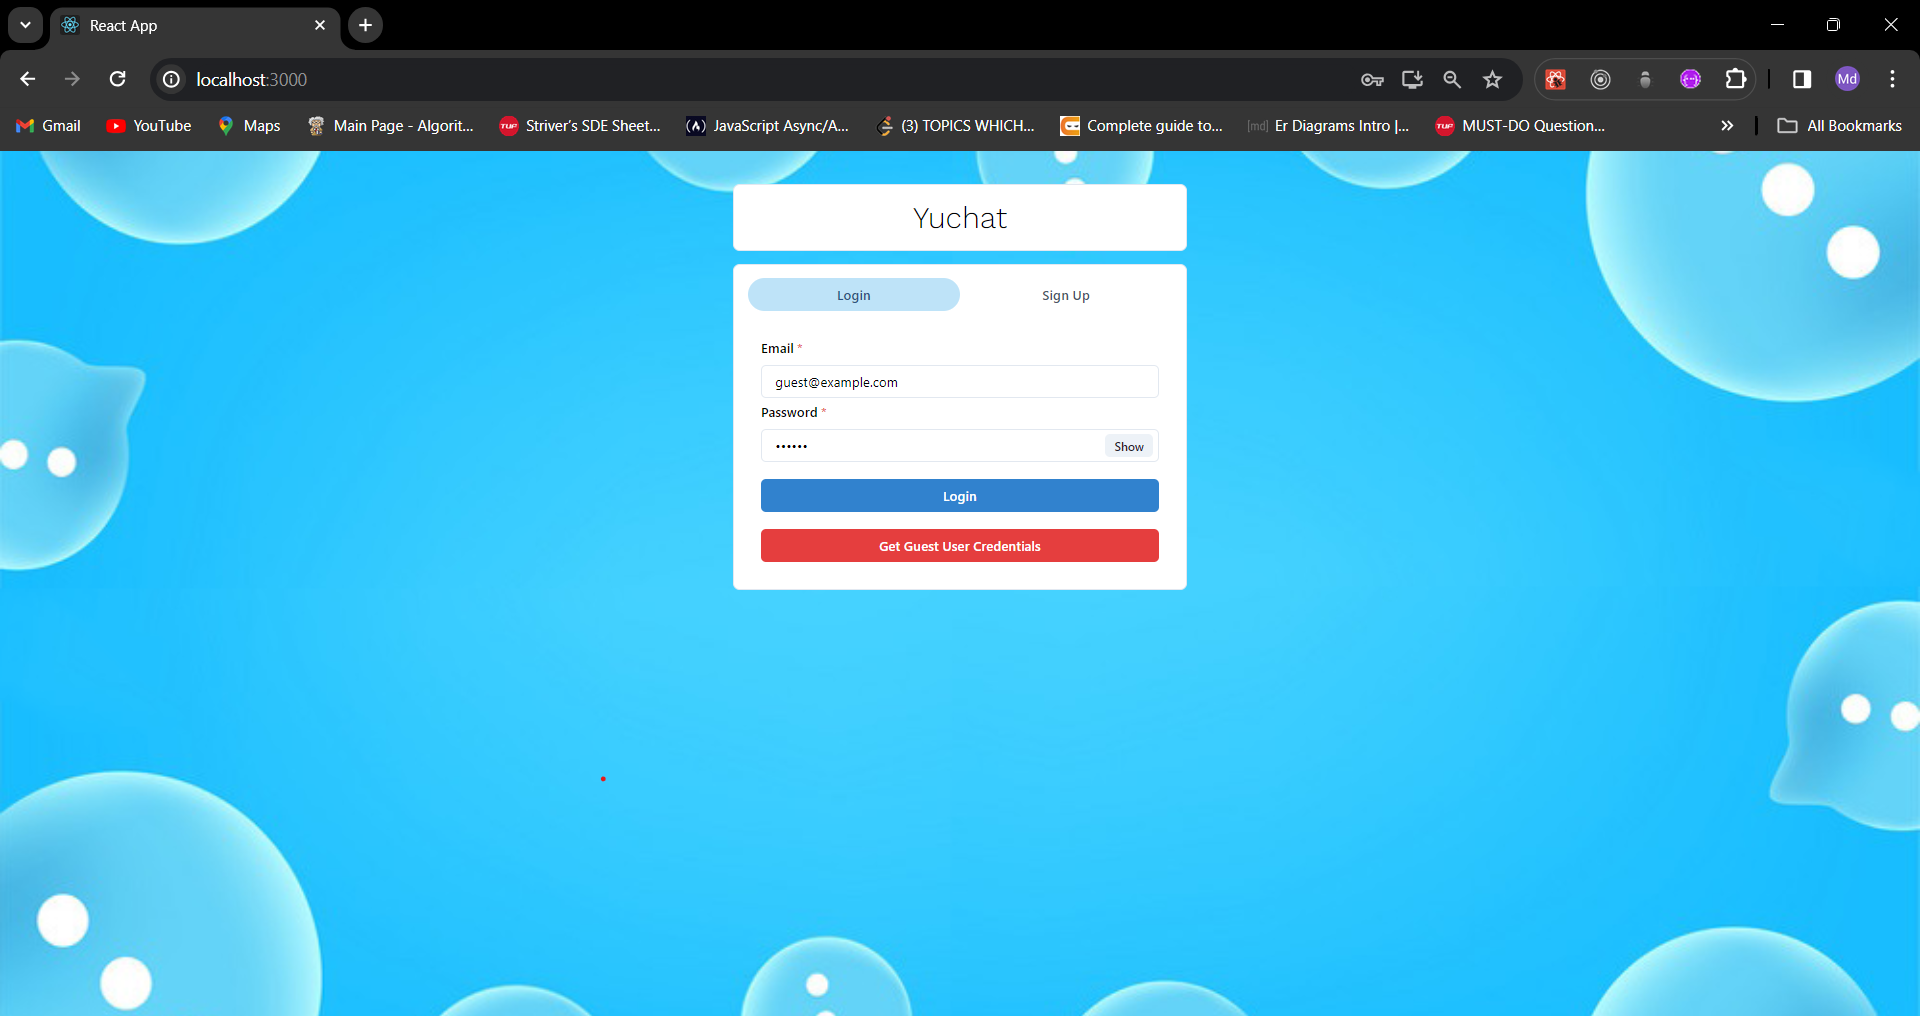 React App
localhost:3000
Md
Gmail
YouTube
Maps
Main Page - Algorit...
TUF
Striver's SDE Sheet...
JavaScript Async/A...
(3) TOPICS WHICH...
Complete guide to...
[md]
Er Diagrams Intro |...
TUF
MUST-DO Question...
All Bookmarks
Yuchat
Login
Sign Up
Email *
guest@example.com
Password *
••••••
Show
Login
Get Guest User Credentials